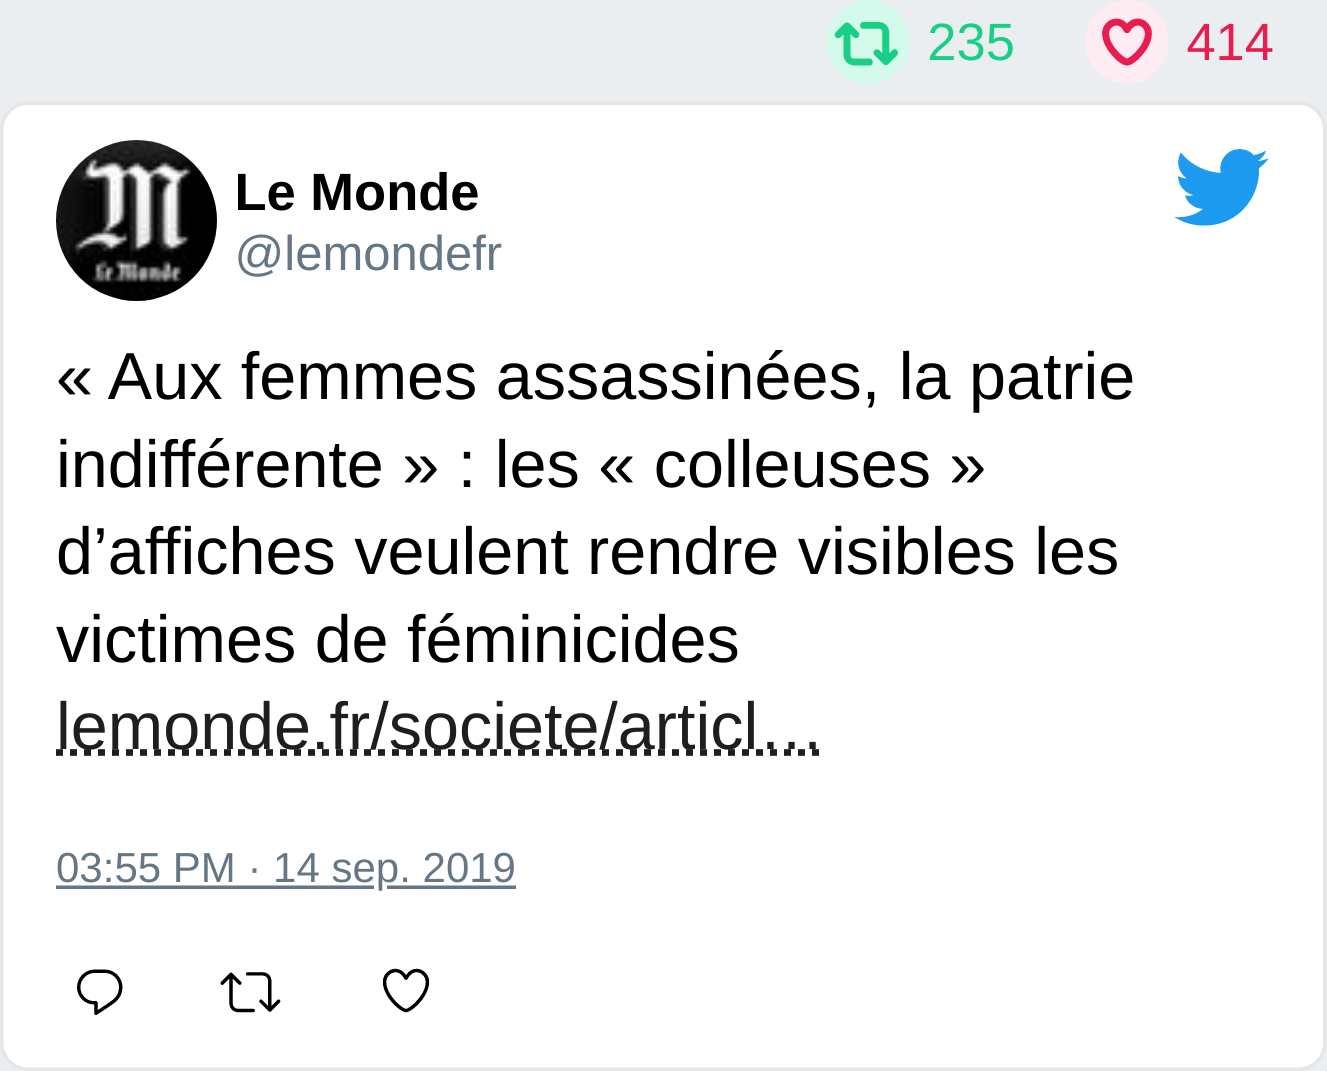 235 414
Le Monde
Le Monde
@lemondefr
« Aux femmes assassinées, la patrie
indifférente » : les « colleuses »
d’affiches veulent rendre visibles les
victimes de féminicides
lemonde.fr/societe/articl…
03:55 PM · 14 sep. 2019